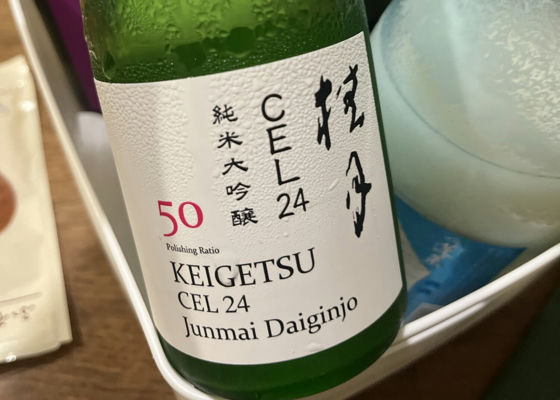 桂月
CEL24
純米大吟醸
50
Polishing Ratio
KEIGETSU
CEL 24
Junmai Daiginjo